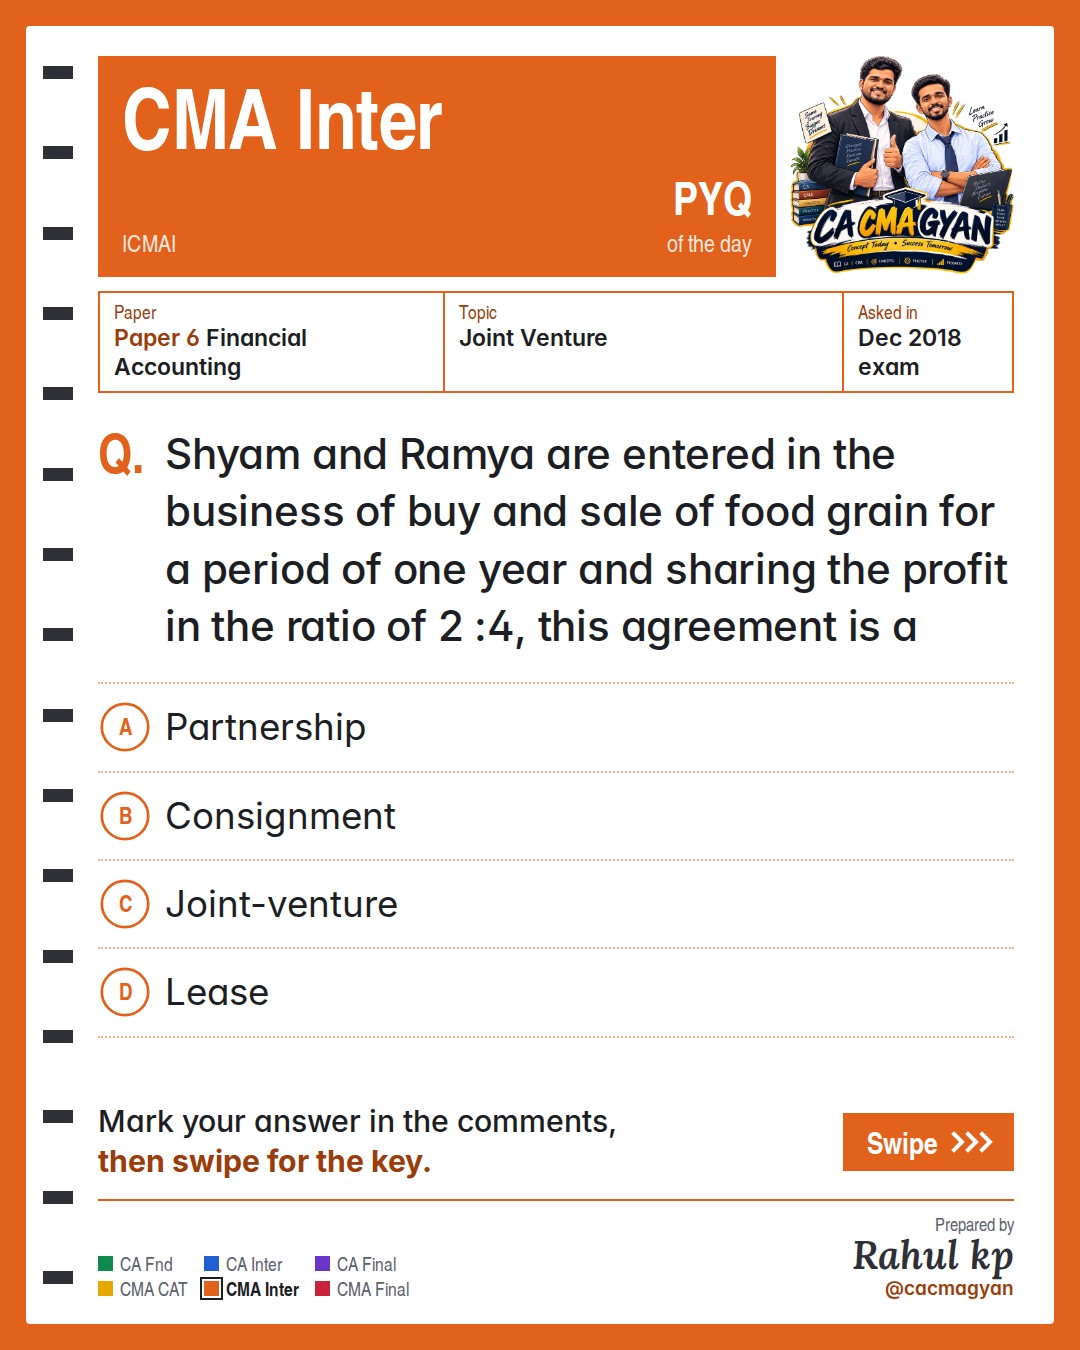 CMA Inter
PYQ
ICMAI
of the day
CA CMA GYAN
Concept Today • Success Tomorrow
Learn
Practice
Grow
Paper
Paper 6 Financial
Accounting
Topic
Joint Venture
Asked in
Dec 2018
exam
Q. Shyam and Ramya are entered in the
business of buy and sale of food grain for
a period of one year and sharing the profit
in the ratio of 2 :4, this agreement is a
A Partnership
B Consignment
C Joint-venture
D Lease
Mark your answer in the comments,
then swipe for the key.
Swipe
Prepared by
Rahul kp
@cacmagyan
CA Fnd CA Inter CA Final
CMA CAT CMA Inter CMA Final